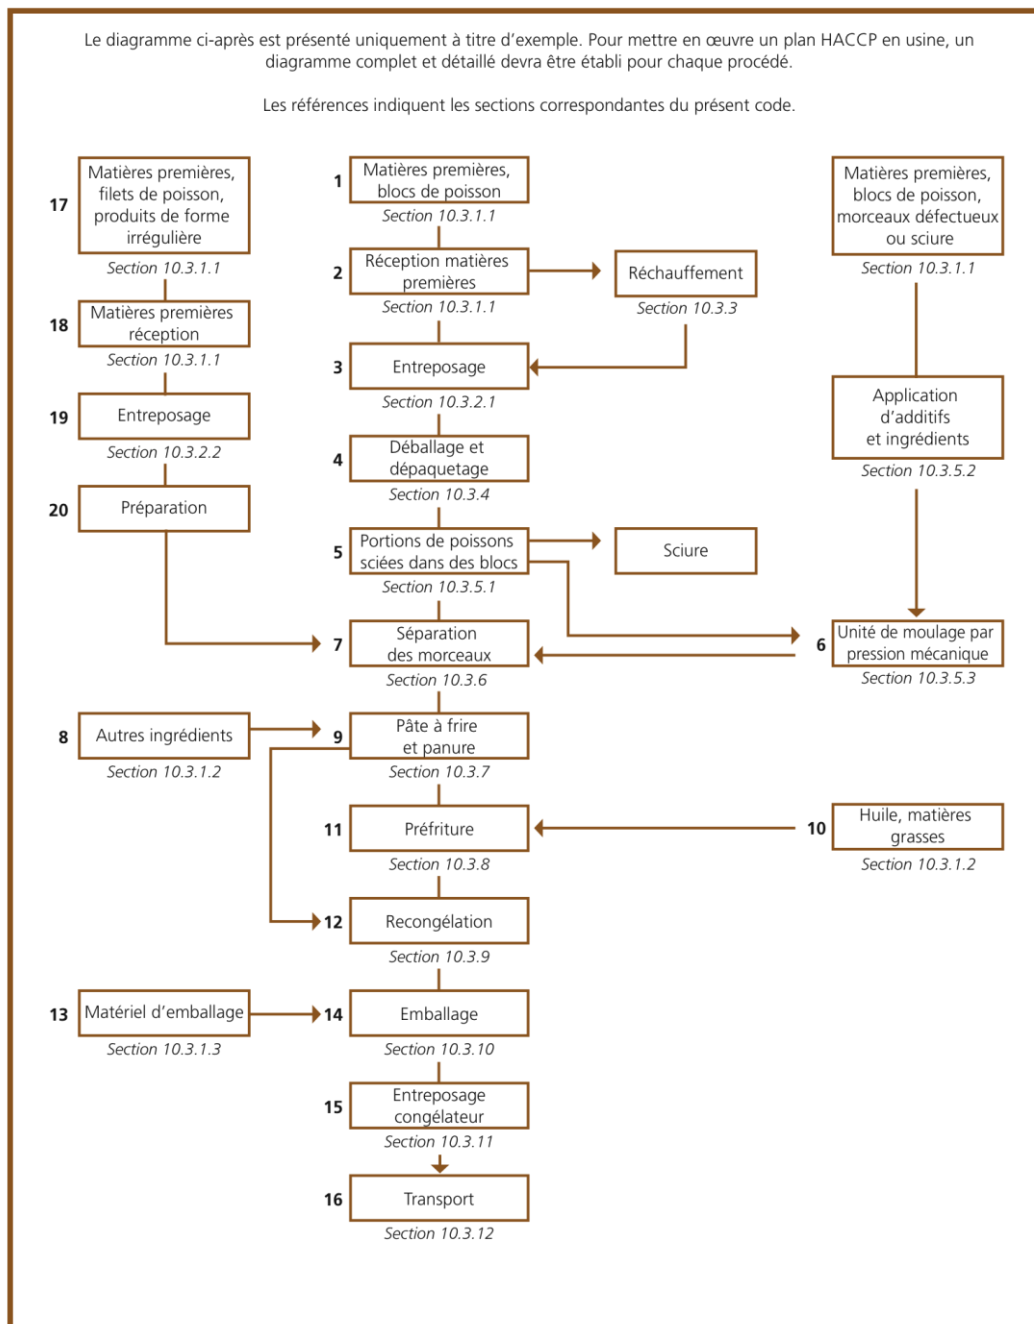 Le diagramme ci-après est présenté uniquement à titre d'exemple. Pour mettre en œuvre un plan HACCP en usine, un
diagramme complet et détaillé devra être établi pour chaque procédé.
Les références indiquent les sections correspondantes du présent code.
17
Matières premières,
filets de poisson,
produits de forme
irrégulière
Section 10.3.1.1
1
Matières premières,
blocs de poisson
Section 10.3.1.1
Matières premières,
blocs de poisson,
morceaux défectueux
ou sciure
Section 10.3.1.1
2
Réception matières
premières
Section 10.3.1.1
Réchauffement
Section 10.3.3
18
Matières premières
réception
Section 10.3.1.1
3
Entreposage
Section 10.3.2.1
19
Entreposage
Section 10.3.2.2
Application
d'additifs
et ingrédients
Section 10.3.5.2
4
Déballage et
dépaquetage
Section 10.3.4
20
Préparation
5
Portions de poissons
sciées dans des blocs
Section 10.3.5.1
Sciure
7
Séparation
des morceaux
Section 10.3.6
6
Unité de moulage par
pression mécanique
Section 10.3.5.3
8
Autres ingrédients
Section 10.3.1.2
9
Pâte à frire
et panure
Section 10.3.7
11
Préfriture
Section 10.3.8
10
Huile, matières
grasses
Section 10.3.1.2
12
Recongélation
Section 10.3.9
13
Matériel d'emballage
Section 10.3.1.3
14
Emballage
Section 10.3.10
15
Entreposage
congélateur
Section 10.3.11
16
Transport
Section 10.3.12